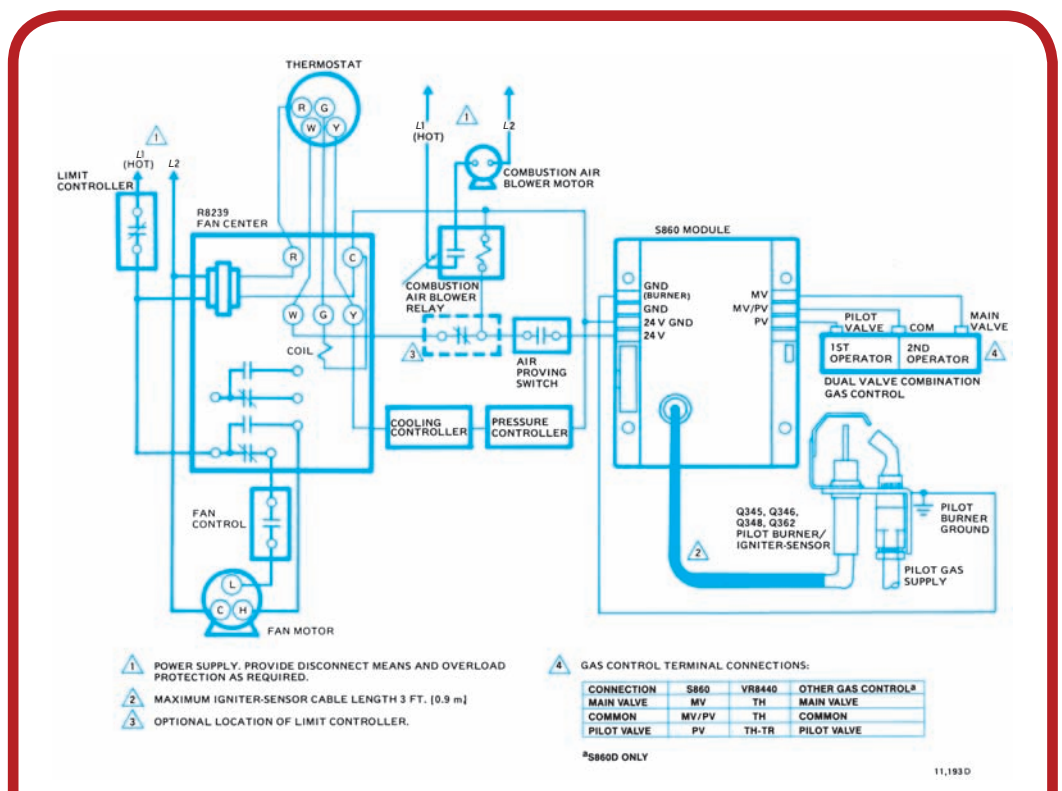 THERMOSTAT
R G
W Y
1
L1
(HOT)
L2
1
L1
(HOT)
L2
COMBUSTION AIR
BLOWER MOTOR
LIMIT
CONTROLLER
R8239
FAN CENTER
R
C
W
G
Y
COIL
COMBUSTION
AIR BLOWER
RELAY
3
AIR
PROVING
SWITCH
COOLING
CONTROLLER
PRESSURE
CONTROLLER
S860 MODULE
GND
(BURNER)
GND
24 V GND
24 V
MV
MV/PV
PV
PILOT
VALVE
COM
MAIN
VALVE
1ST
OPERATOR
2ND
OPERATOR
4
DUAL VALVE COMBINATION
GAS CONTROL
FAN
CONTROL
L
C H
FAN MOTOR
2
Q345, Q346,
Q348, Q362
PILOT BURNER/
IGNITER-SENSOR
PILOT
BURNER
GROUND
PILOT GAS
SUPPLY
1 POWER SUPPLY. PROVIDE DISCONNECT MEANS AND OVERLOAD
PROTECTION AS REQUIRED.
2 MAXIMUM IGNITER-SENSOR CABLE LENGTH 3 FT. [0.9 m]
3 OPTIONAL LOCATION OF LIMIT CONTROLLER.
4 GAS CONTROL TERMINAL CONNECTIONS:
CONNECTION S860 VR8440 OTHER GAS CONTROLa
MAIN VALVE MV TH MAIN VALVE
COMMON MV/PV TH COMMON
PILOT VALVE PV TH-TR PILOT VALVE
aS860D ONLY
11,193D